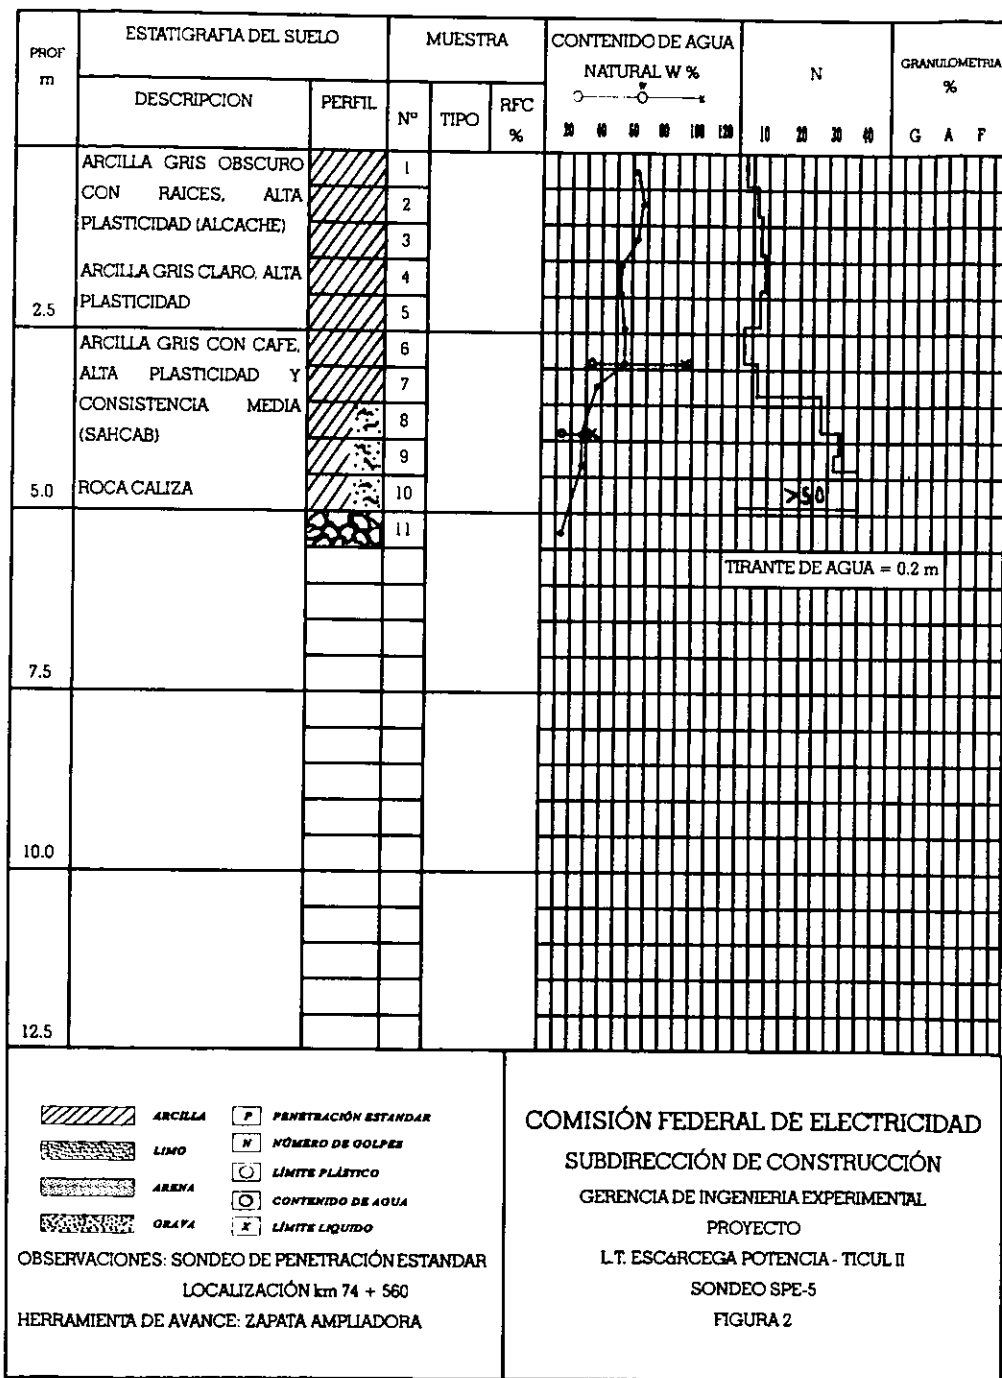 PROF
m
ESTATIGRAFIA DEL SUELO
MUESTRA
CONTENIDO DE AGUA
NATURAL W %
w
x
N
GRANULOMETRIA
%
DESCRIPCION
PERFIL
Nº
TIPO
RFC
%
20 40 60 80 100 120
10 20 30 40
G A F
ARCILLA GRIS OBSCURO
CON RAICES, ALTA
PLASTICIDAD (ALCACHE)
ARCILLA GRIS CLARO, ALTA
PLASTICIDAD
2.5
ARCILLA GRIS CON CAFE,
ALTA PLASTICIDAD Y
CONSISTENCIA MEDIA
(SAHCAB)
5.0
ROCA CALIZA
1
2
3
4
5
6
7
8
9
10
11
>50
TIRANTE DE AGUA = 0.2 m
7.5
10.0
12.5
ARCILLA
LIMO
ARENA
GRAVA
P PENETRACIÓN ESTANDAR
N NÚMERO DE GOLPES
LÍMITE PLÁSTICO
CONTENIDO DE AGUA
X LÍMITE LIQUIDO
OBSERVACIONES: SONDEO DE PENETRACIÓN ESTANDAR
LOCALIZACIÓN km 74 + 560
HERRAMIENTA DE AVANCE: ZAPATA AMPLIADORA
COMISIÓN FEDERAL DE ELECTRICIDAD
SUBDIRECCIÓN DE CONSTRUCCIÓN
GERENCIA DE INGENIERIA EXPERIMENTAL
PROYECTO
L.T. ESCáRCEGA POTENCIA - TICUL II
SONDEO SPE-5
FIGURA 2